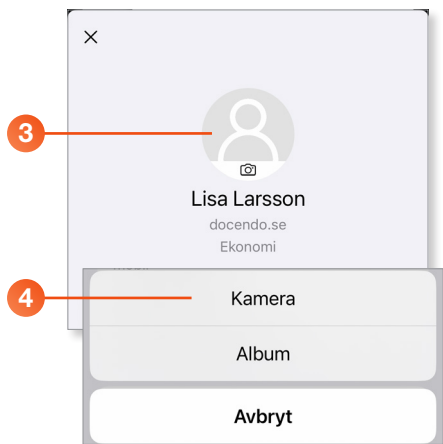 3
Lisa Larsson
docendo.se
Ekonomi
4
Kamera
Album
Avbryt